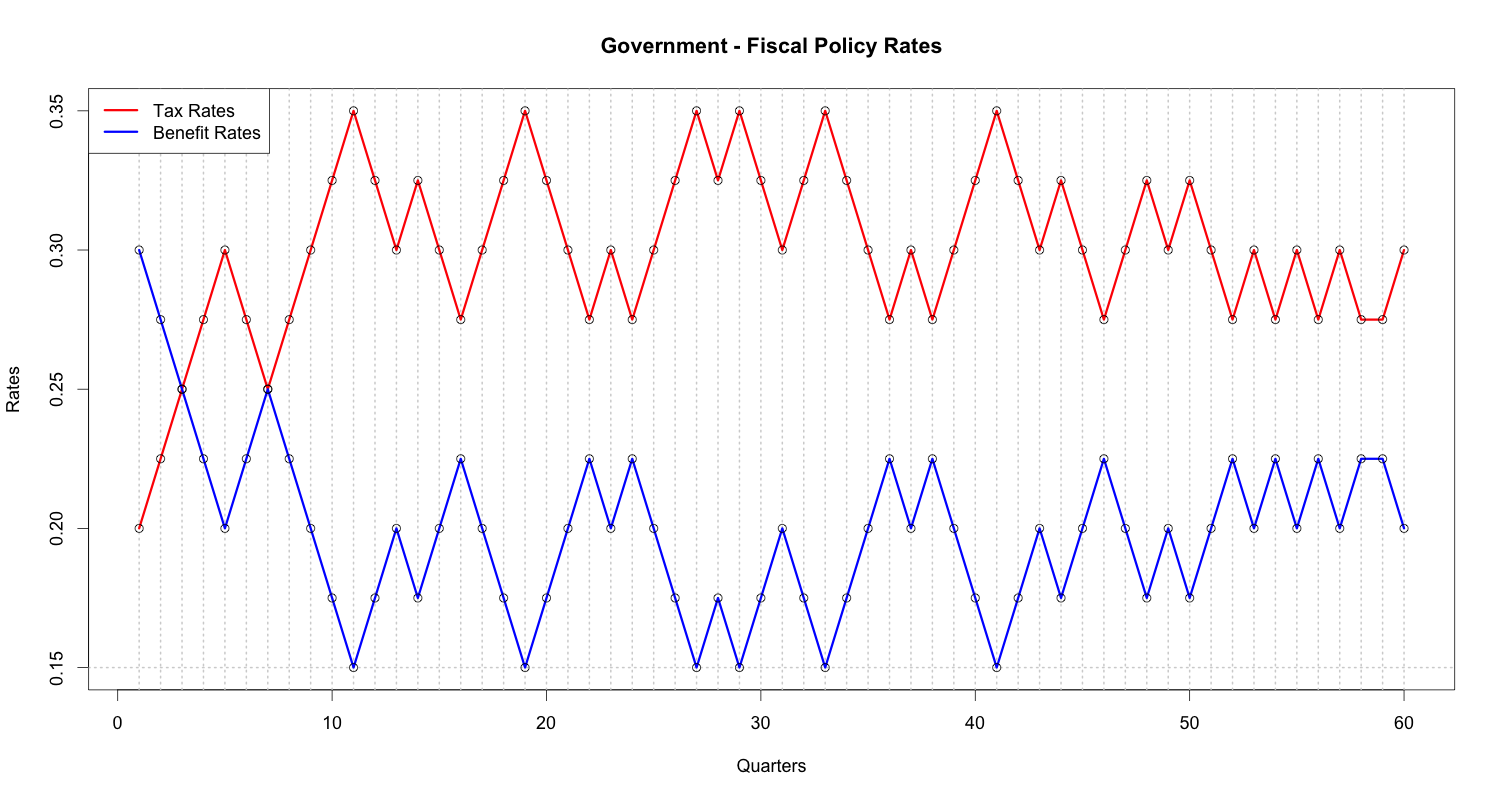 Government - Fiscal Policy Rates
Tax Rates
Benefit Rates
Rates
0.35
0.30
0.25
0.20
0.15
0 10 20 30 40 50 60
Quarters